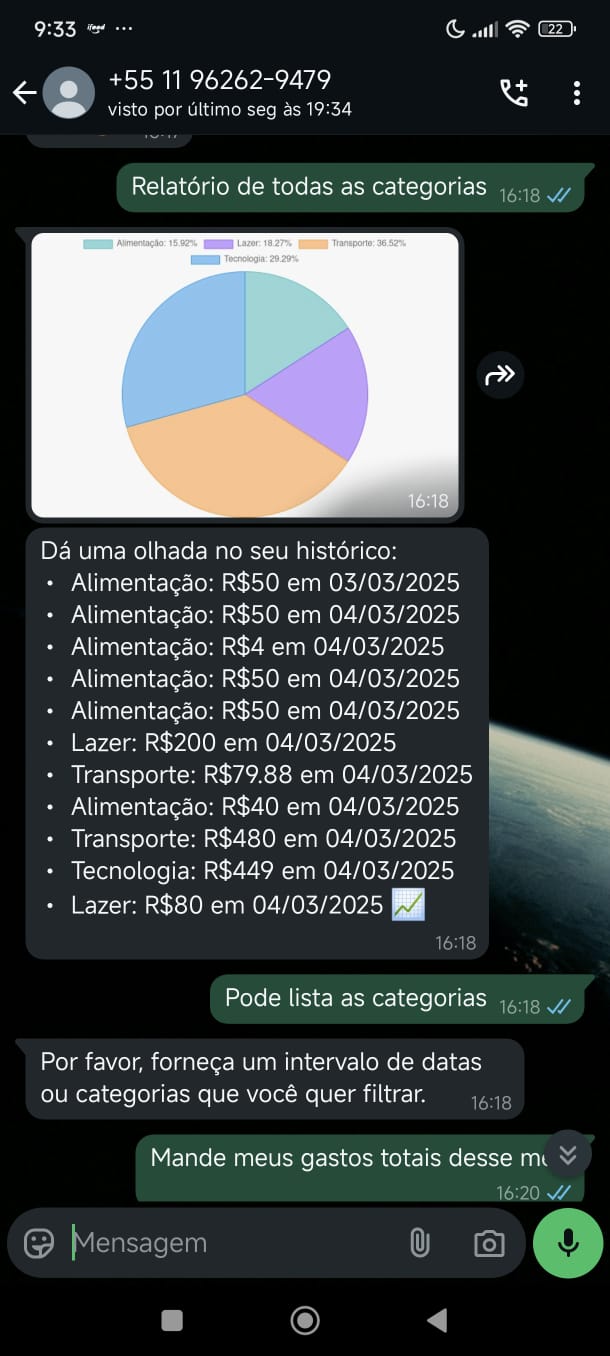 9:33 ifood ...
22
+55 11 96262-9479
visto por último seg às 19:34
Relatório de todas as categorias 16:18
Alimentação: 15.92% Lazer: 18.27% Transporte: 36.52%
Tecnologia: 29.29%
16:18
Dá uma olhada no seu histórico:
• Alimentação: R$50 em 03/03/2025
• Alimentação: R$50 em 04/03/2025
• Alimentação: R$4 em 04/03/2025
• Alimentação: R$50 em 04/03/2025
• Alimentação: R$50 em 04/03/2025
• Lazer: R$200 em 04/03/2025
• Transporte: R$79.88 em 04/03/2025
• Alimentação: R$40 em 04/03/2025
• Transporte: R$480 em 04/03/2025
• Tecnologia: R$449 em 04/03/2025
• Lazer: R$80 em 04/03/2025
16:18
Pode lista as categorias 16:18
Por favor, forneça um intervalo de datas
ou categorias que você quer filtrar. 16:18
Mande meus gastos totais desse me
16:20
Mensagem